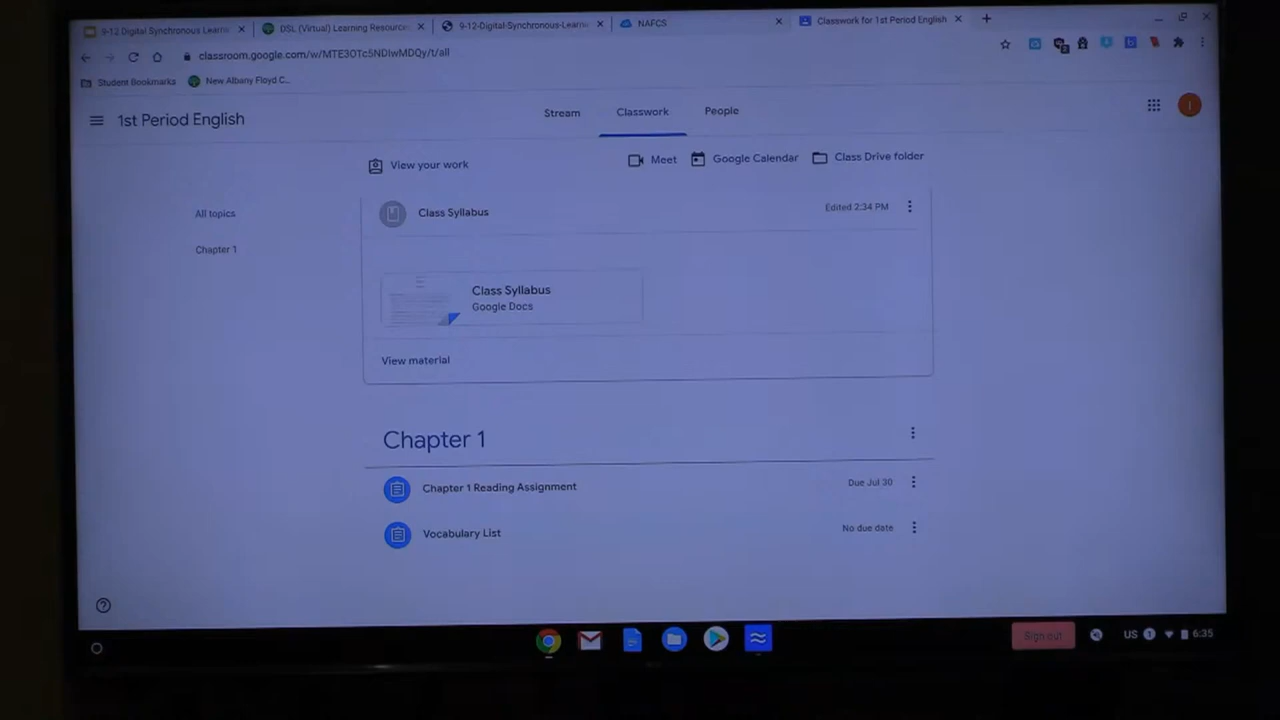 9-12 Digital Synchronous Learni
DSL (Virtual) Learning Resource
9-12-Digital-Synchronous-Learn
NAFCS
Classwork for 1st Period English
classroom.google.com/w/MTE3OTc5NDIwMDQy/t/all
Student Bookmarks
New Albany Floyd C...
1st Period English
Stream
Classwork
People
View your work
Meet
Google Calendar
Class Drive folder
All topics
Chapter 1
Class Syllabus
Edited 2:34 PM
Class Syllabus
Google Docs
View material
Chapter 1
Chapter 1 Reading Assignment
Due Jul 30
Vocabulary List
No due date
Sign out
US 1 6:35